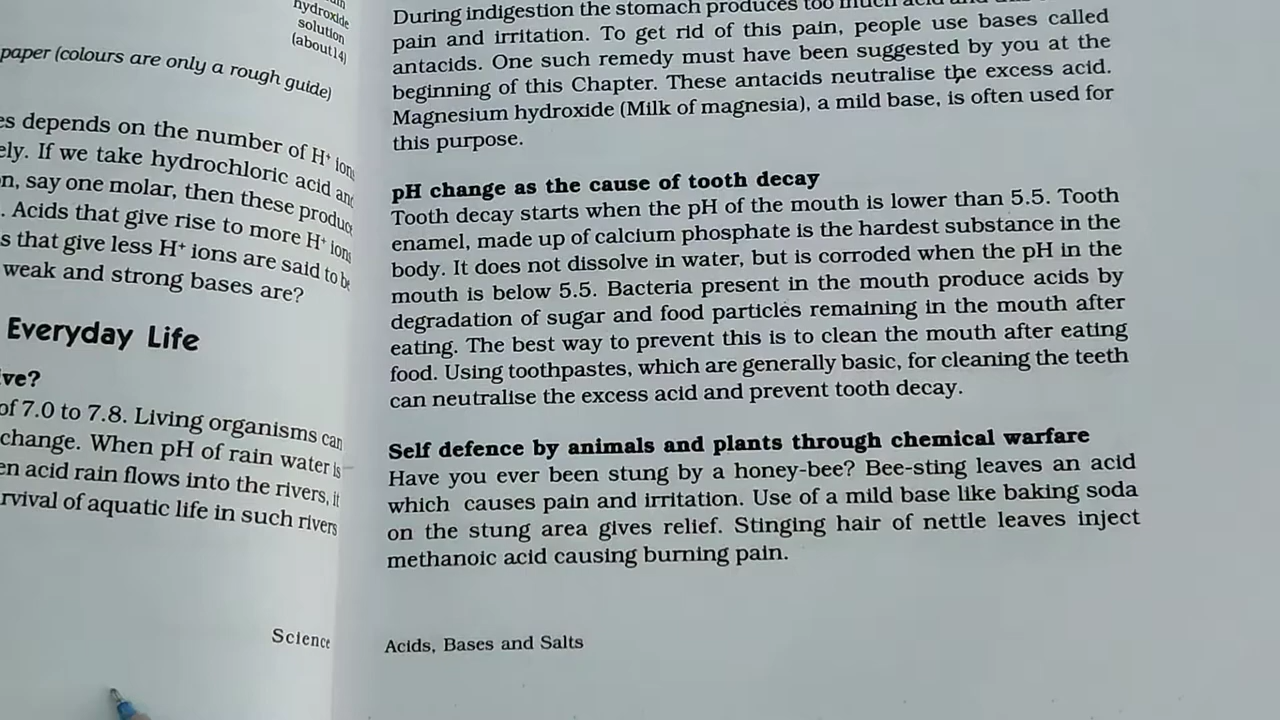 hydroxide
solution
(about14)
paper (colours are only a rough guide)
depends on the number of H⁺ ions
If we take hydrochloric acid and
say one molar, then these produce
. Acids that give rise to more H⁺ ions
that give less H⁺ ions are said to be
weak and strong bases are?
Everyday Life
of 7.0 to 7.8. Living organisms can
change. When pH of rain water is
acid rain flows into the rivers, it
of aquatic life in such rivers
Science
During indigestion the stomach produces too much acid and
pain and irritation. To get rid of this pain, people use bases called
antacids. One such remedy must have been suggested by you at the
beginning of this Chapter. These antacids neutralise the excess acid.
Magnesium hydroxide (Milk of magnesia), a mild base, is often used for
this purpose.
pH change as the cause of tooth decay
Tooth decay starts when the pH of the mouth is lower than 5.5. Tooth
enamel, made up of calcium phosphate is the hardest substance in the
body. It does not dissolve in water, but is corroded when the pH in the
mouth is below 5.5. Bacteria present in the mouth produce acids by
degradation of sugar and food particles remaining in the mouth after
eating. The best way to prevent this is to clean the mouth after eating
food. Using toothpastes, which are generally basic, for cleaning the teeth
can neutralise the excess acid and prevent tooth decay.
Self defence by animals and plants through chemical warfare
Have you ever been stung by a honey-bee? Bee-sting leaves an acid
which causes pain and irritation. Use of a mild base like baking soda
on the stung area gives relief. Stinging hair of nettle leaves inject
methanoic acid causing burning pain.
Acids, Bases and Salts